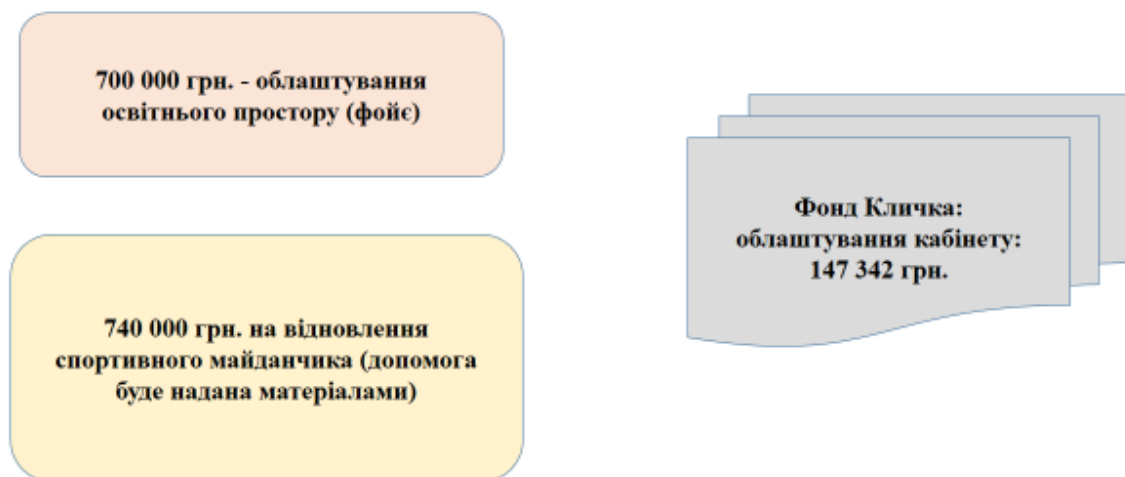 700 000 грн. - облаштування
освітнього простору (фойє)
740 000 грн. на відновлення
спортивного майданчика (допомога
буде надана матеріалами)
Фонд Кличка:
облаштування кабінету:
147 342 грн.